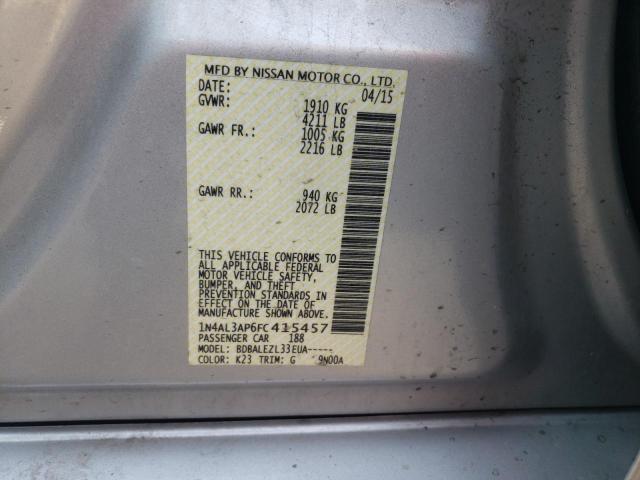 MFD BY NISSAN MOTOR CO., LTD.
DATE: 04/15
GVWR: 1910 KG
4211 LB
GAWR FR.: 1005 KG
2216 LB
GAWR RR.: 940 KG
2072 LB
THIS VEHICLE CONFORMS TO
ALL APPLICABLE FEDERAL
MOTOR VEHICLE SAFETY,
BUMPER, AND THEFT
PREVENTION STANDARDS IN
EFFECT ON THE DATE OF
MANUFACTURE SHOWN ABOVE.
1N4AL3AP6FC415457
PASSENGER CAR 188
MODEL: BDBALEZL33EUA-----
COLOR: K23 TRIM: G 9N00A